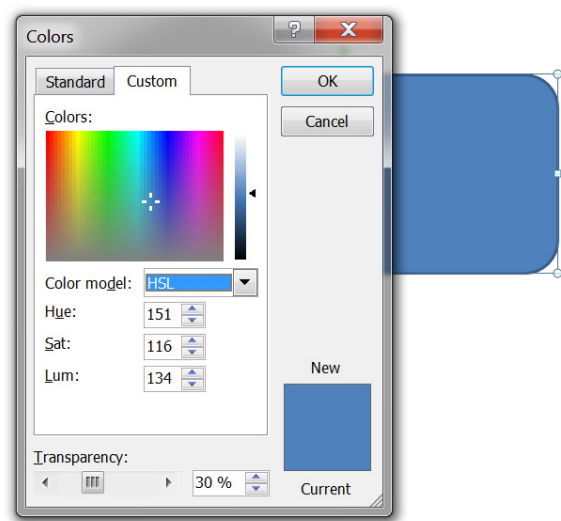 Colors
Standard Custom
Colors:
Color model: HSL
Hue: 151
Sat: 116
Lum: 134
Transparency:
30 %
OK
Cancel
New
Current